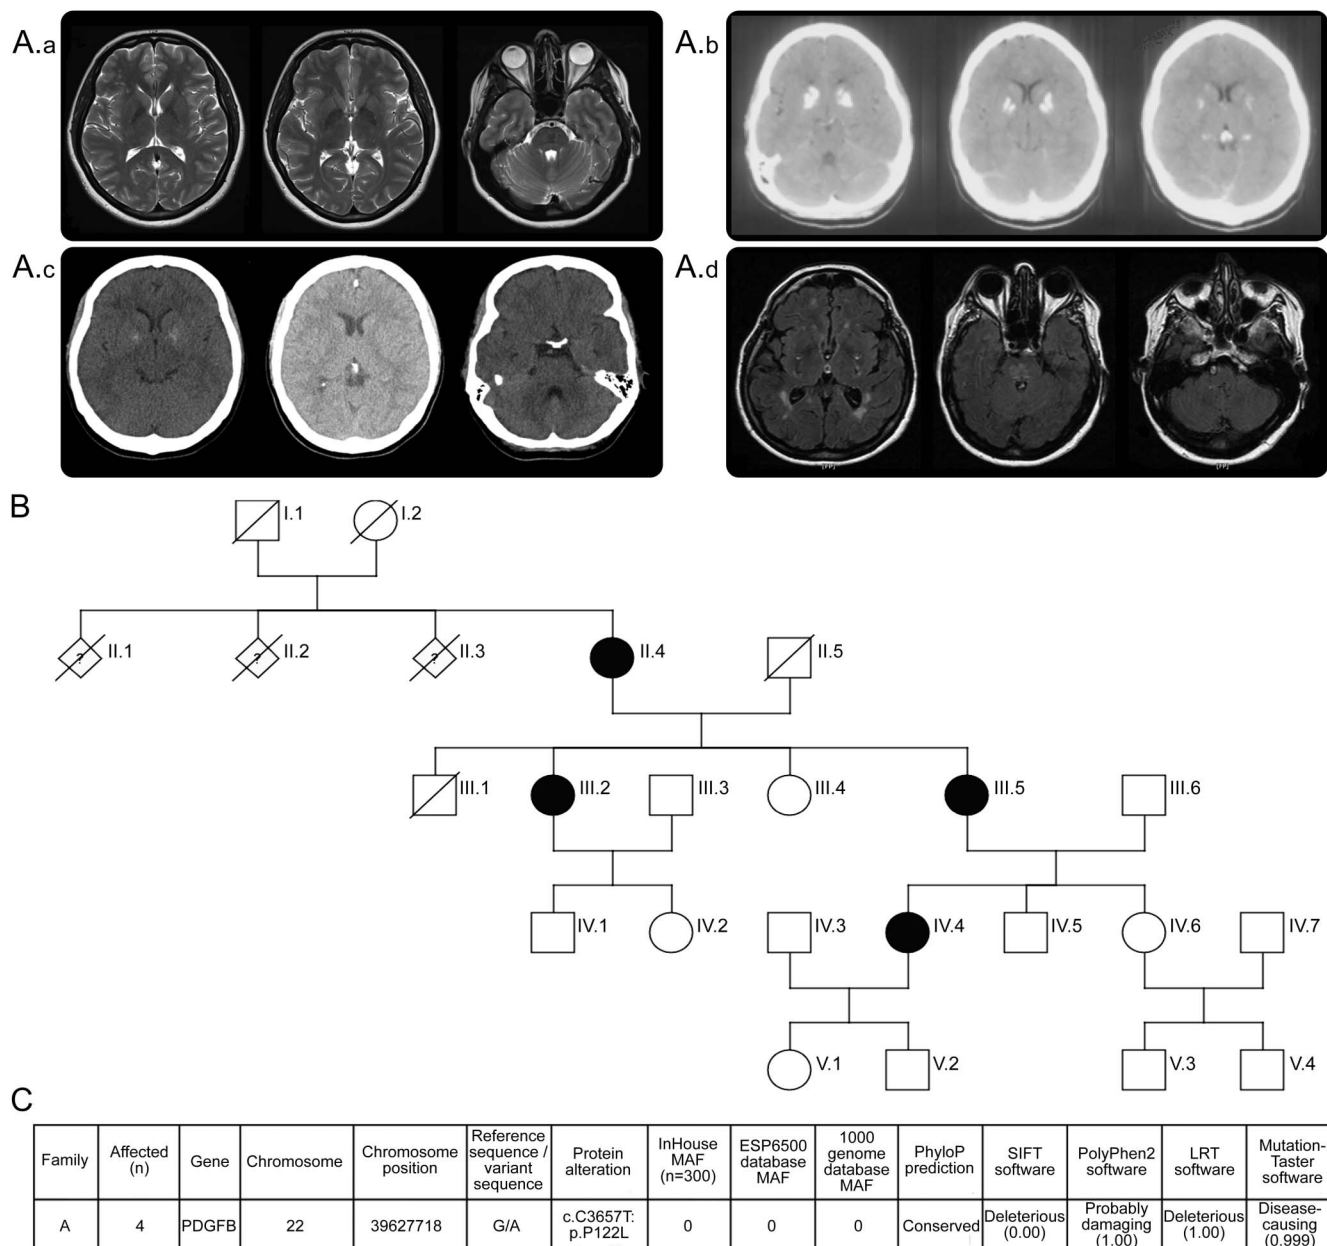 A.a
A.b
A.c
A.d
[FP]
[FP]
B
I.1
I.2
?
II.1
?
II.2
?
II.3
II.4
II.5
III.1
III.2
III.3
III.4
III.5
III.6
IV.1
IV.2
IV.3
IV.4
IV.5
IV.6
IV.7
V.1
V.2
V.3
V.4
C
Family
Affected
(n)
Gene
Chromosome
Chromosome
position
Reference
sequence /
variant
sequence
Protein
alteration
InHouse
MAF
(n=300)
ESP6500
database
MAF
1000
genome
database
MAF
PhyloP
prediction
SIFT
software
PolyPhen2
software
LRT
software
Mutation-
Taster
software
A
4
PDGFB
22
39627718
G/A
c.C3657T:
p.P122L
0
0
0
Conserved
Deleterious
(0.00)
Probably
damaging
(1.00)
Deleterious
(1.00)
Disease-
causing
(0.999)